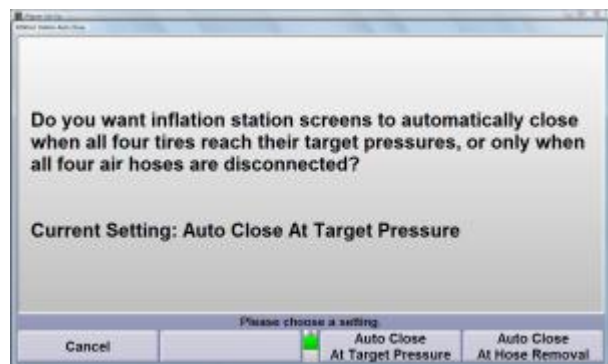 Do you want inflation station screens to automatically close
when all four tires reach their target pressures, or only when
all four air hoses are disconnected?
Current Setting: Auto Close At Target Pressure
Please choose a setting.
Cancel
Auto Close
At Target Pressure
Auto Close
At Hose Removal